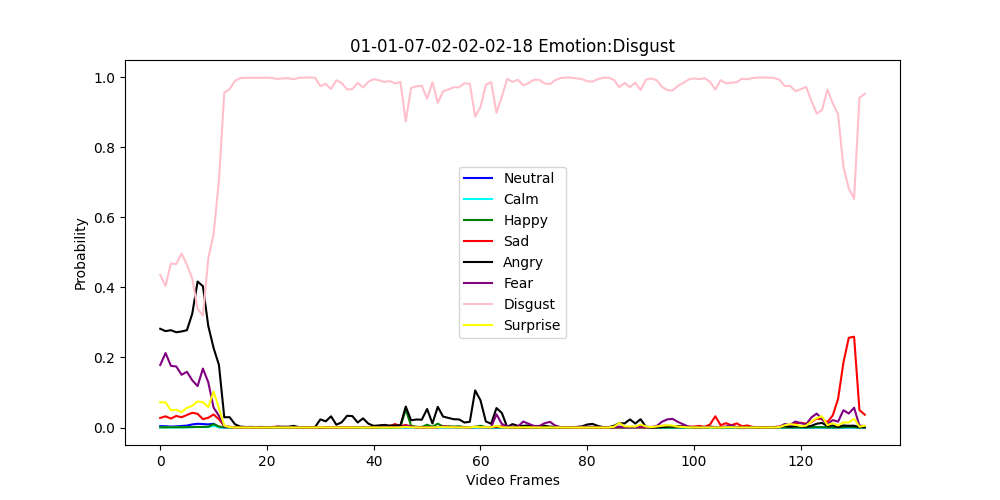 01-01-07-02-02-02-18 Emotion:Disgust
1.0
0.8
0.6
0.4
0.2
0.0
Probability
Neutral
Calm
Happy
Sad
Angry
Fear
Disgust
Surprise
0 20 40 60 80 100 120
Video Frames